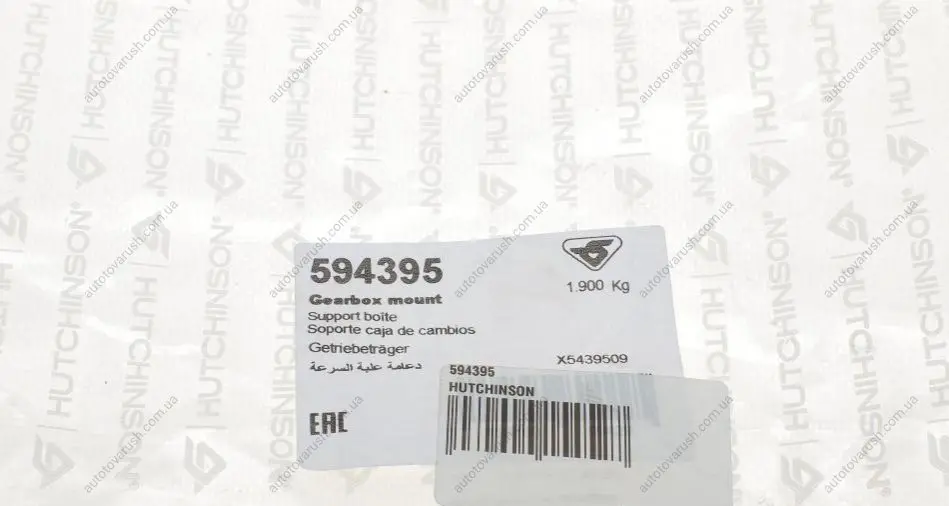 594395
1.900 Kg
Gearbox mount
Support boîte
Soporte caja de cambios
Getriebeträger
X5439509
دعامة علبة السرعة
EAC
594395
HUTCHINSON
HUTCHINSON
autotovarush.com.ua